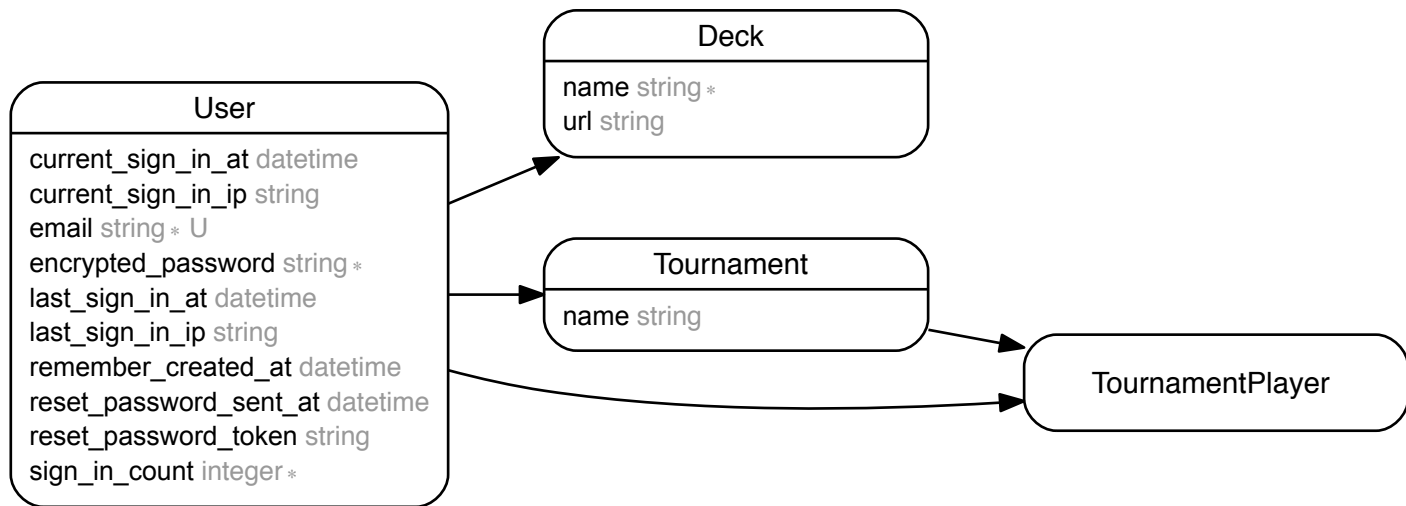 User
current_sign_in_at datetime
current_sign_in_ip string
email string * U
encrypted_password string *
last_sign_in_at datetime
last_sign_in_ip string
remember_created_at datetime
reset_password_sent_at datetime
reset_password_token string
sign_in_count integer *
Deck
name string *
url string
Tournament
name string
TournamentPlayer